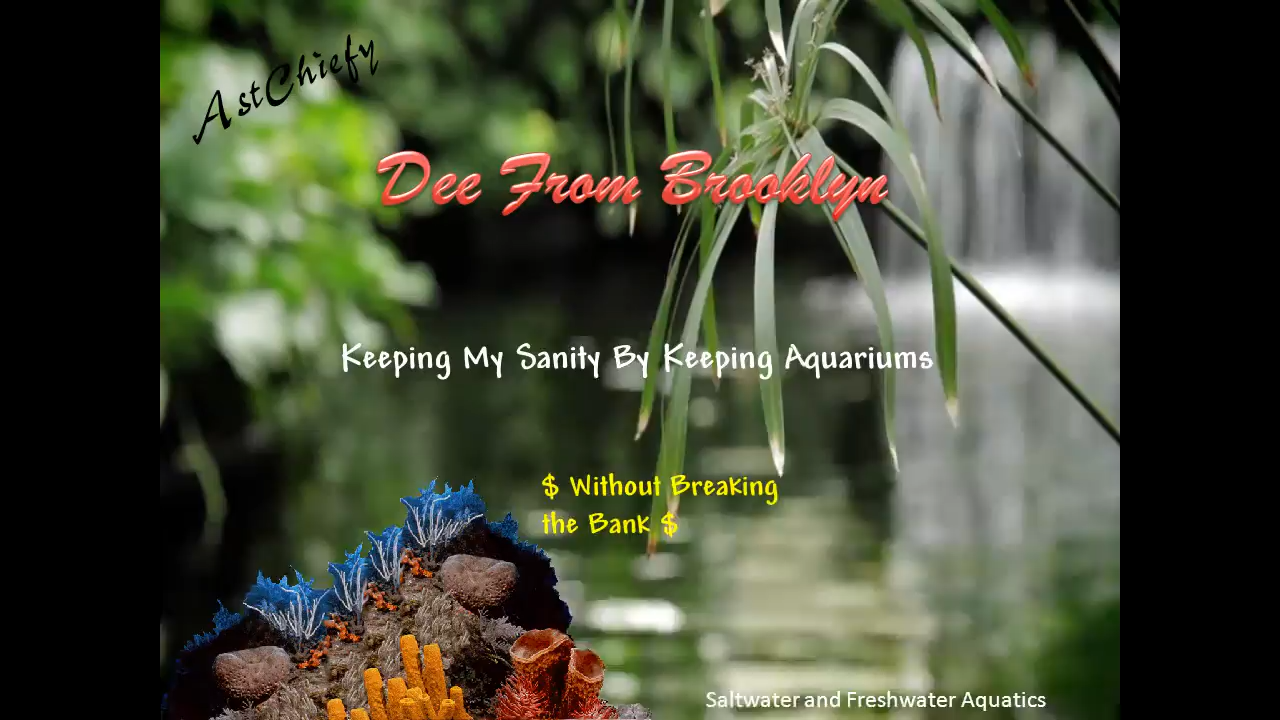 AstChiefy
Dee From Brooklyn
Keeping My Sanity By Keeping Aquariums
$ Without Breaking
the Bank $
Saltwater and Freshwater Aquatics